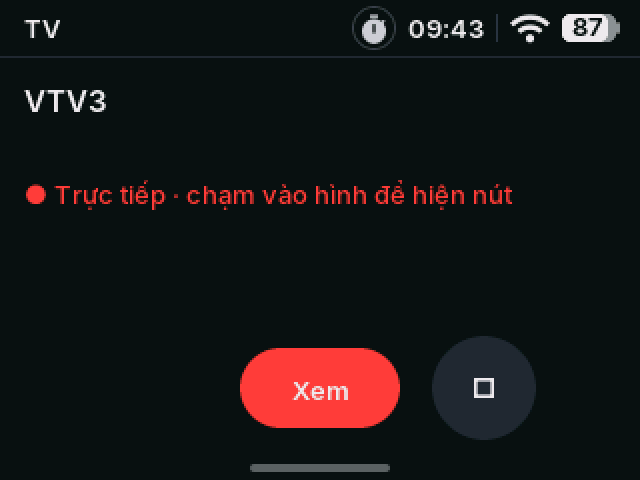 TV
09:43
87
VTV3
Trực tiếp · chạm vào hình để hiện nút
Xem